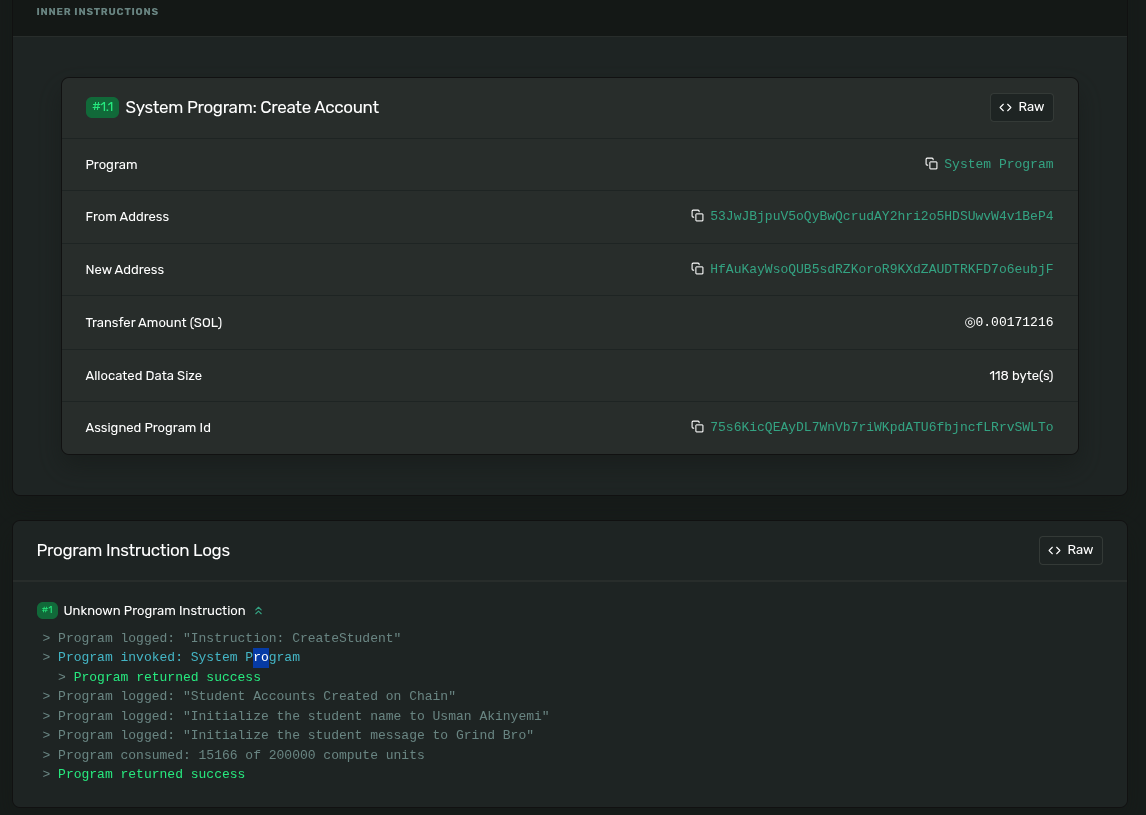 INNER INSTRUCTIONS
#1.1 System Program: Create Account
Raw
Program
System Program
From Address
53JwJBjpuV5oQyBwQcrudAY2hri2o5HDSUwvW4v1BeP4
New Address
HfAuKayWsoQUB5sdRZKoroR9KXdZAUDTRKFD7o6eubjF
Transfer Amount (SOL)
◎0.00171216
Allocated Data Size
118 byte(s)
Assigned Program Id
75s6KicQEAyDL7WnVb7riWKpdATU6fbjncfLRrvSWLTo
Program Instruction Logs
Raw
#1 Unknown Program Instruction
> Program logged: "Instruction: CreateStudent"
> Program invoked: System Program
> Program returned success
> Program logged: "Student Accounts Created on Chain"
> Program logged: "Initialize the student name to Usman Akinyemi"
> Program logged: "Initialize the student message to Grind Bro"
> Program consumed: 15166 of 200000 compute units
> Program returned success